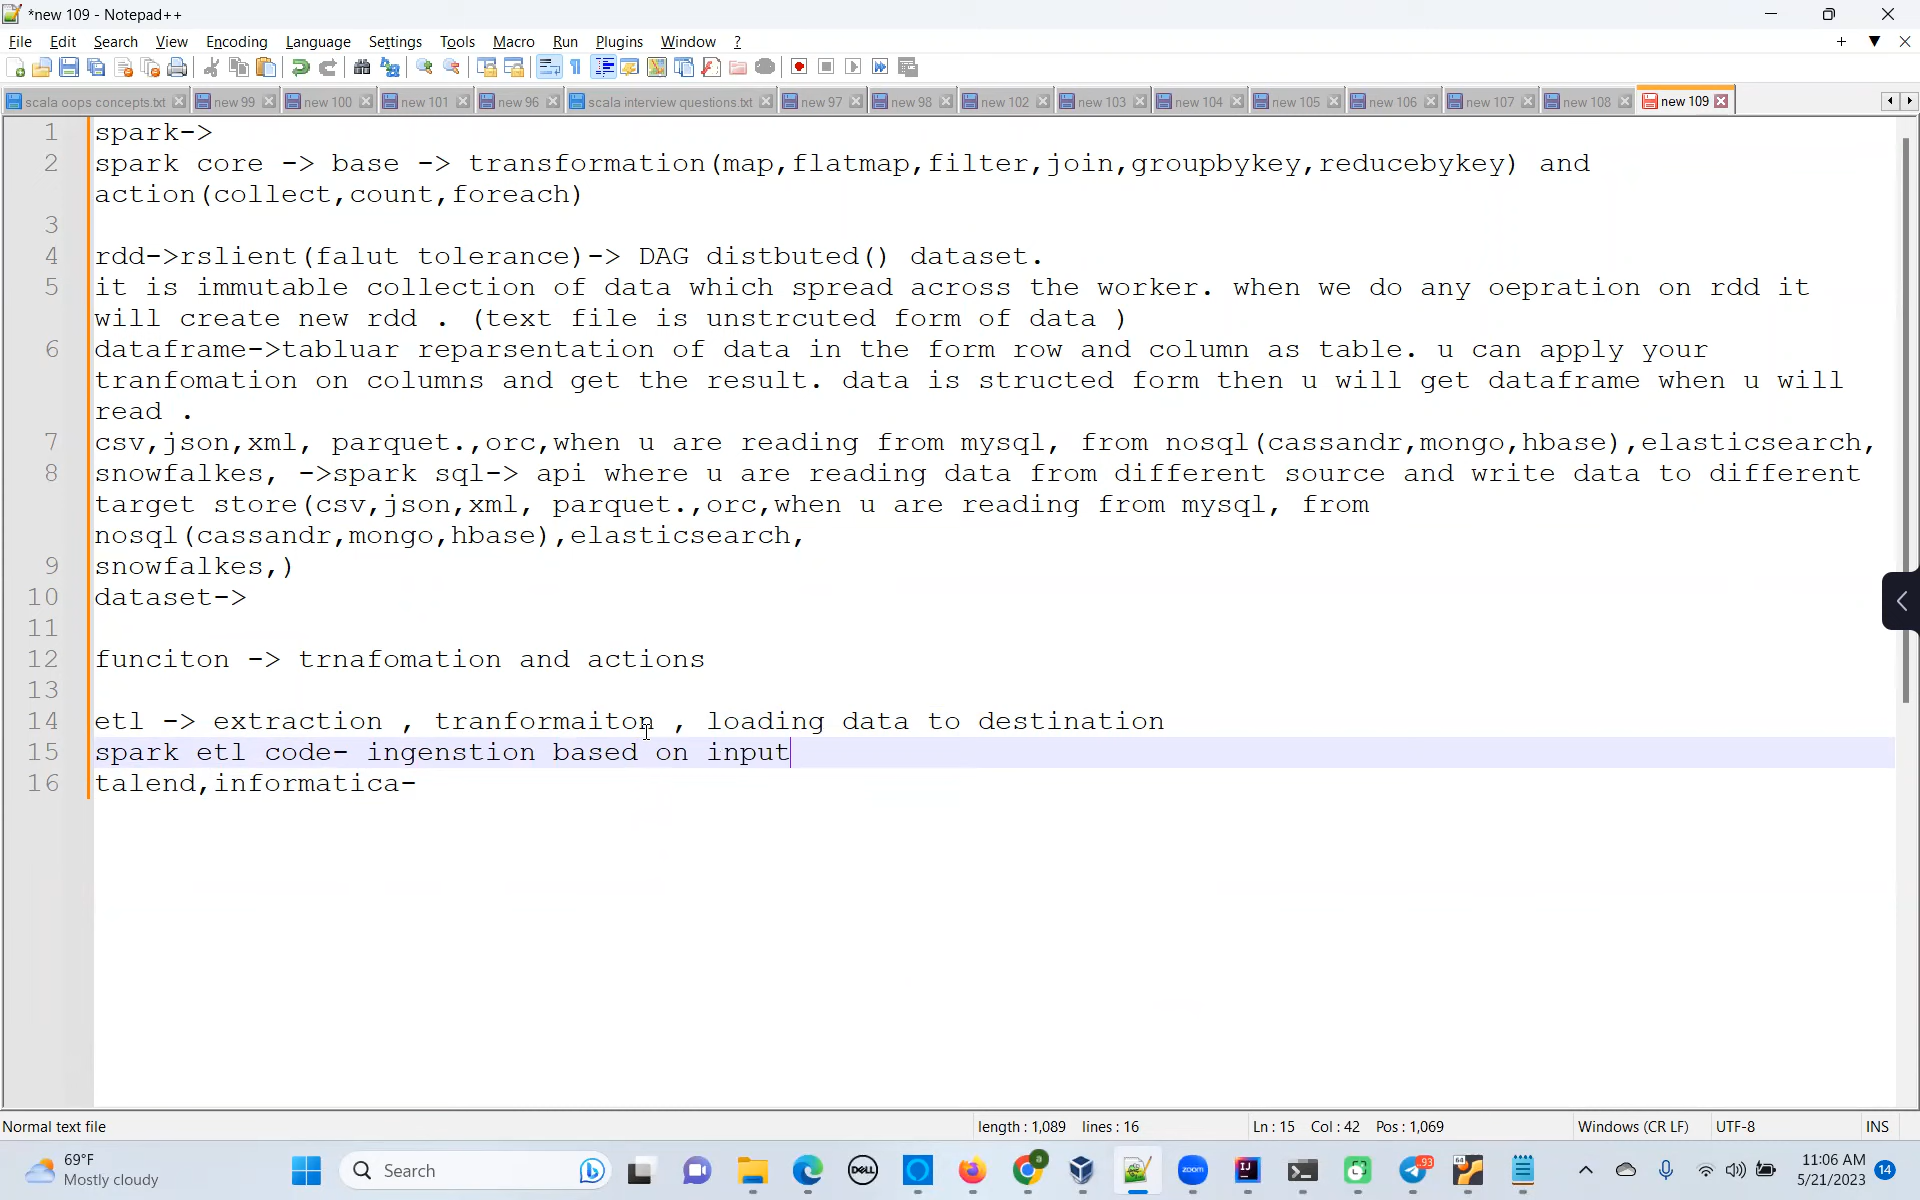 *new 109 - Notepad++
File Edit Search View Encoding Language Settings Tools Macro Run Plugins Window ?
scala oops concepts.txt new 99 new 100 new 101 new 96 scala interview questions.txt new 97 new 98 new 102 new 103 new 104 new 105 new 106 new 107 new 108 new 109
1 spark->
2 spark core -> base -> transformation(map,flatmap,filter,join,groupbykey,reducebykey) and
action(collect,count,foreach)
3
4 rdd->rslient(falut tolerance)-> DAG distbuted() dataset.
5 it is immutable collection of data which spread across the worker. when we do any oepration on rdd it
will create new rdd . (text file is unstrcuted form of data )
6 dataframe->tabluar reparsentation of data in the form row and column as table. u can apply your
tranfomation on columns and get the result. data is structed form then u will get dataframe when u will
read .
7 csv,json,xml, parquet.,orc,when u are reading from mysql, from nosql(cassandr,mongo,hbase),elasticsearch,
8 snowfalkes, ->spark sql-> api where u are reading data from different source and write data to different
target store(csv,json,xml, parquet.,orc,when u are reading from mysql, from
nosql(cassandr,mongo,hbase),elasticsearch,
9 snowfalkes,)
10 dataset->
11
12 funciton -> trnafomation and actions
13
14 etl -> extraction , tranformaiton , loading data to destination
15 spark etl code- ingenstion based on input
16 talend,informatica-
Normal text file length : 1,089 lines : 16 Ln : 15 Col : 42 Pos : 1,069 Windows (CR LF) UTF-8 INS
69°F
Mostly cloudy
Search
DELL
zoom
IJ
93
64
11:06 AM
5/21/2023
14